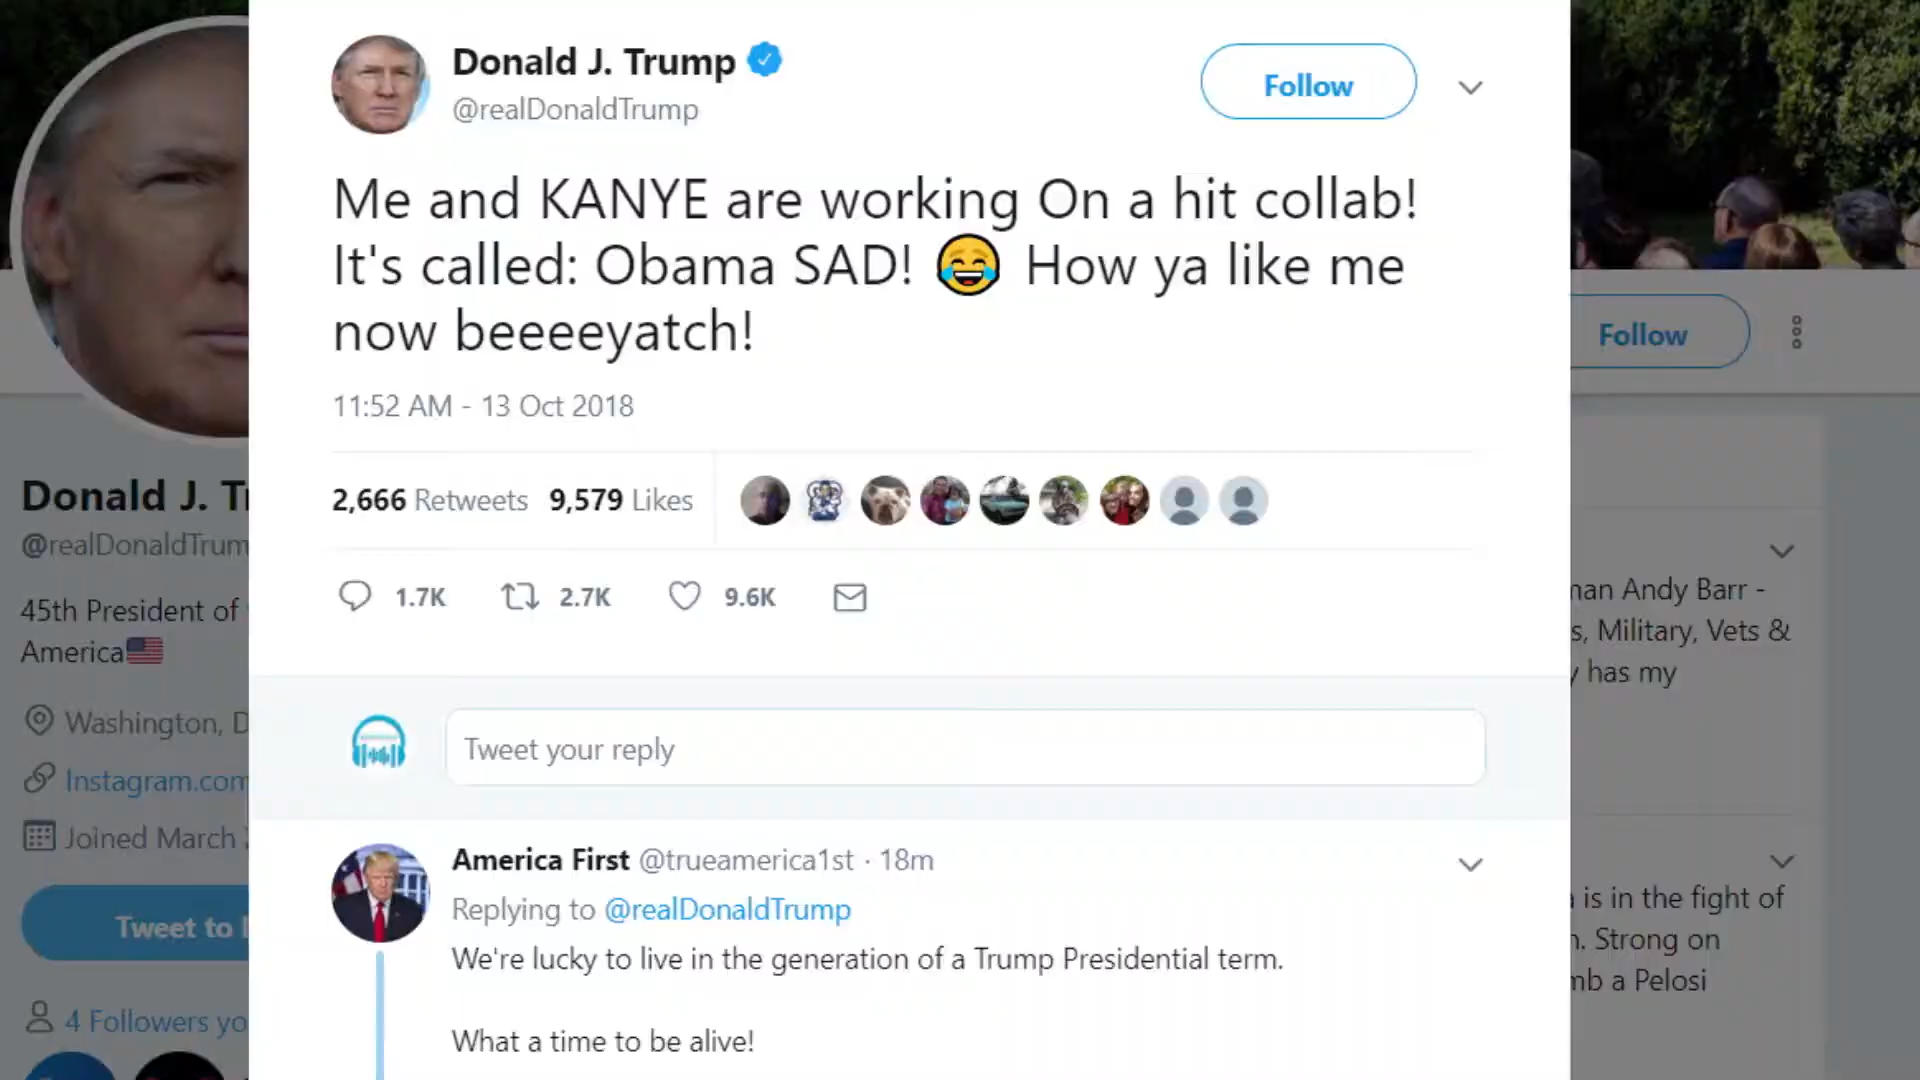 Donald J. Trump
@realDonaldTrump
Follow
Me and KANYE are working On a hit collab!
It's called: Obama SAD! 😂 How ya like me
now beeeeyatch!
11:52 AM - 13 Oct 2018
2,666 Retweets 9,579 Likes
1.7K 2.7K 9.6K
Tweet your reply
America First @trueamerica1st · 18m
Replying to @realDonaldTrump
We're lucky to live in the generation of a Trump Presidential term.
What a time to be alive!
Donald J. T
@realDonaldTrum
45th President of
America🇺🇸
Washington, D
Instagram.com
Joined March
Tweet to
4 Followers yo
Follow
man Andy Barr -
s, Military, Vets &
y has my
is in the fight of
n. Strong on
mb a Pelosi